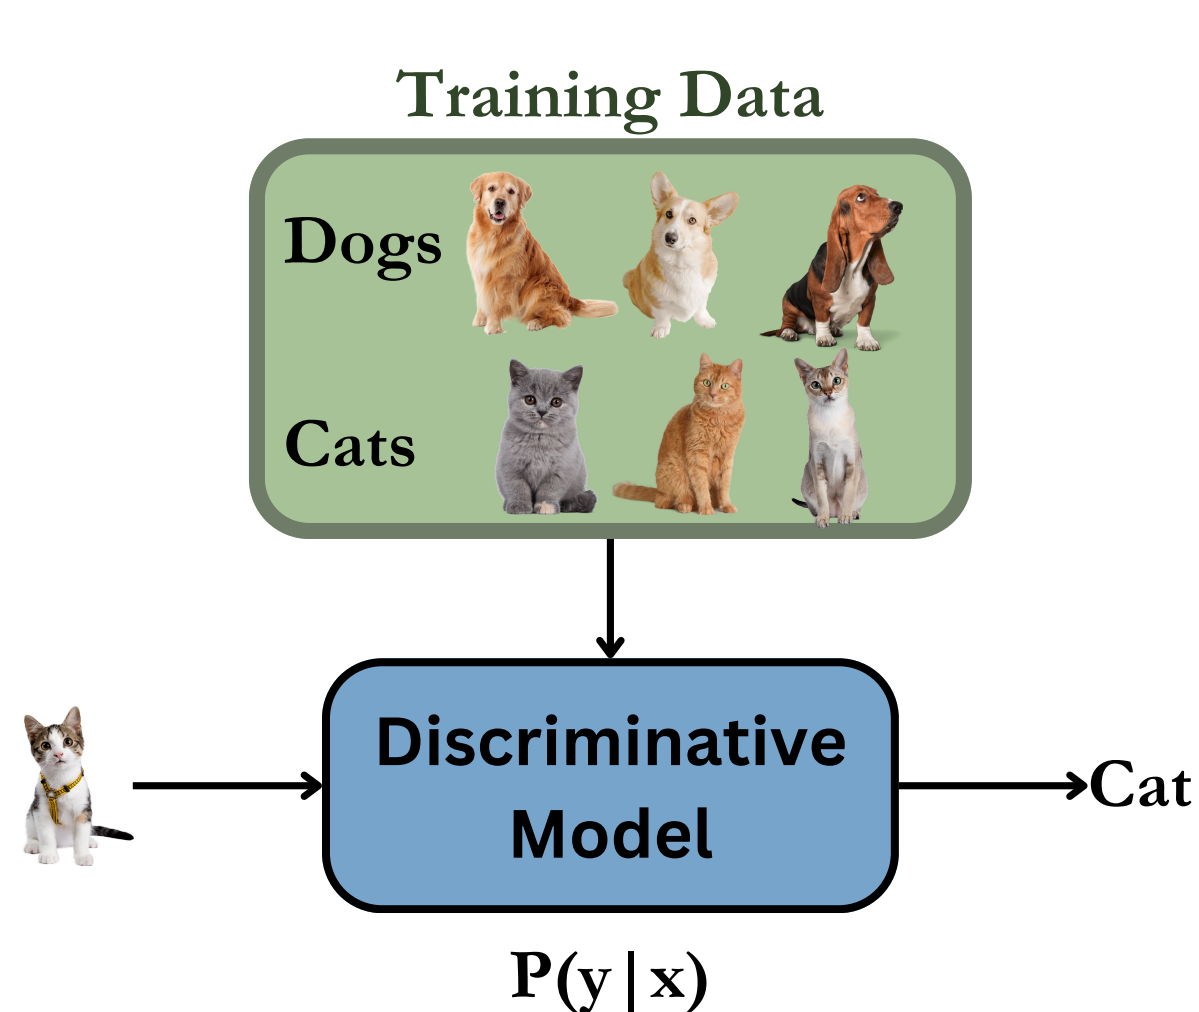 Training Data
Dogs
Cats
Discriminative
Model
Cat
P(y|x)